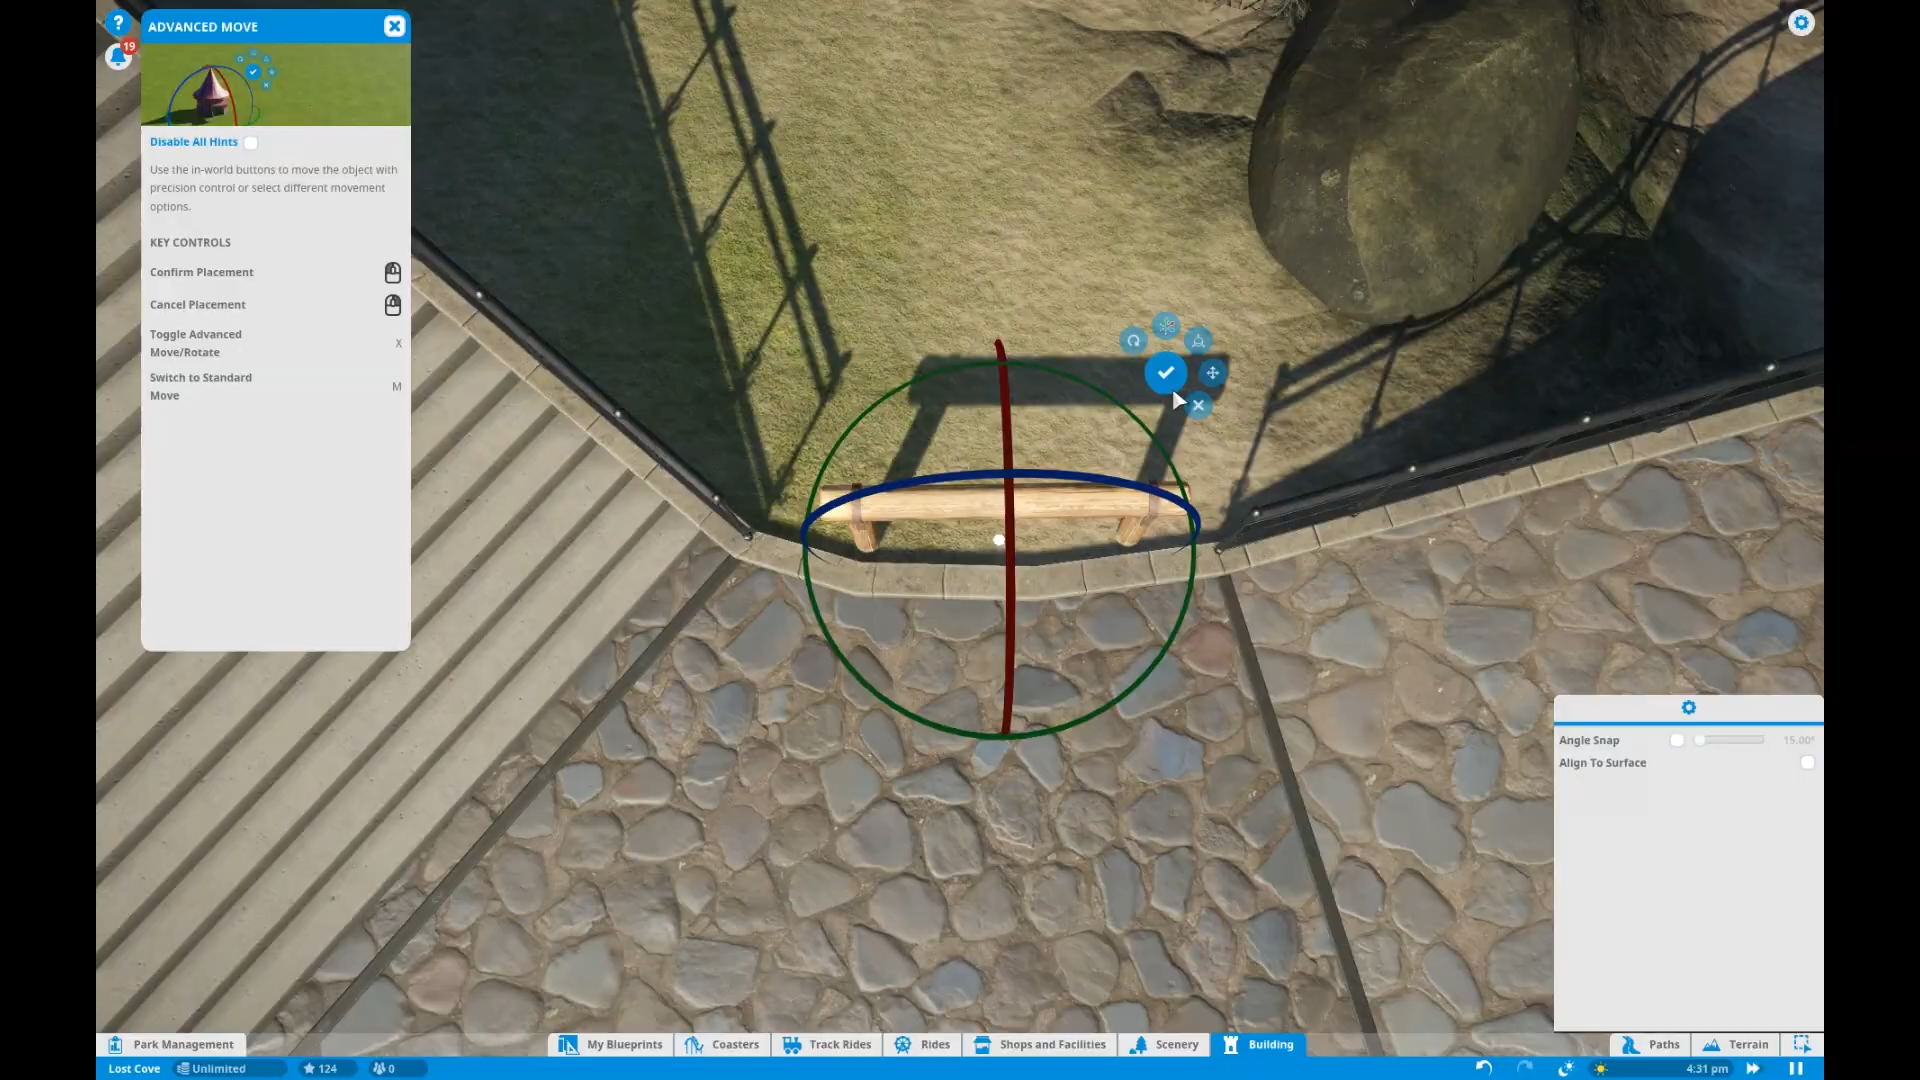 ?
19
ADVANCED MOVE
Disable All Hints
Use the in-world buttons to move the object with
precision control or select different movement
options.
KEY CONTROLS
Confirm Placement
Cancel Placement
Toggle Advanced
Move/Rotate
X
Switch to Standard
Move
M
Angle Snap
15.00°
Align To Surface
Park Management
My Blueprints
Coasters
Track Rides
Rides
Shops and Facilities
Scenery
Building
Paths
Terrain
Lost Cove
Unlimited
124
0
4:31 pm